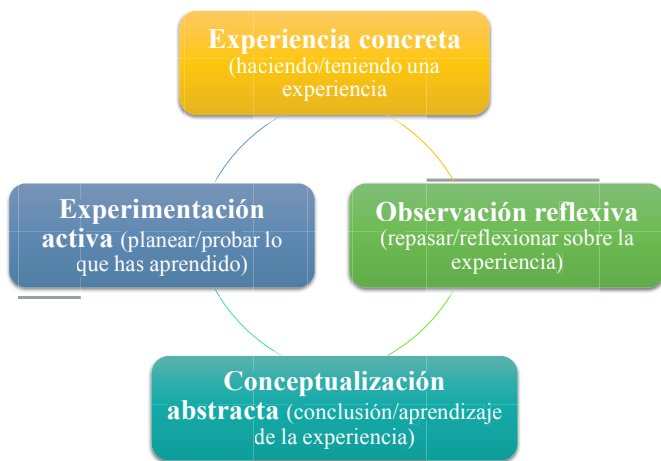 Experiencia concreta
(haciendo/teniendo una
experiencia
Experimentación
activa (planear/probar lo
que has aprendido)
Observación reflexiva
(repasar/reflexionar sobre la
experiencia)
Conceptualización
abstracta (conclusión/aprendizaje
de la experiencia)